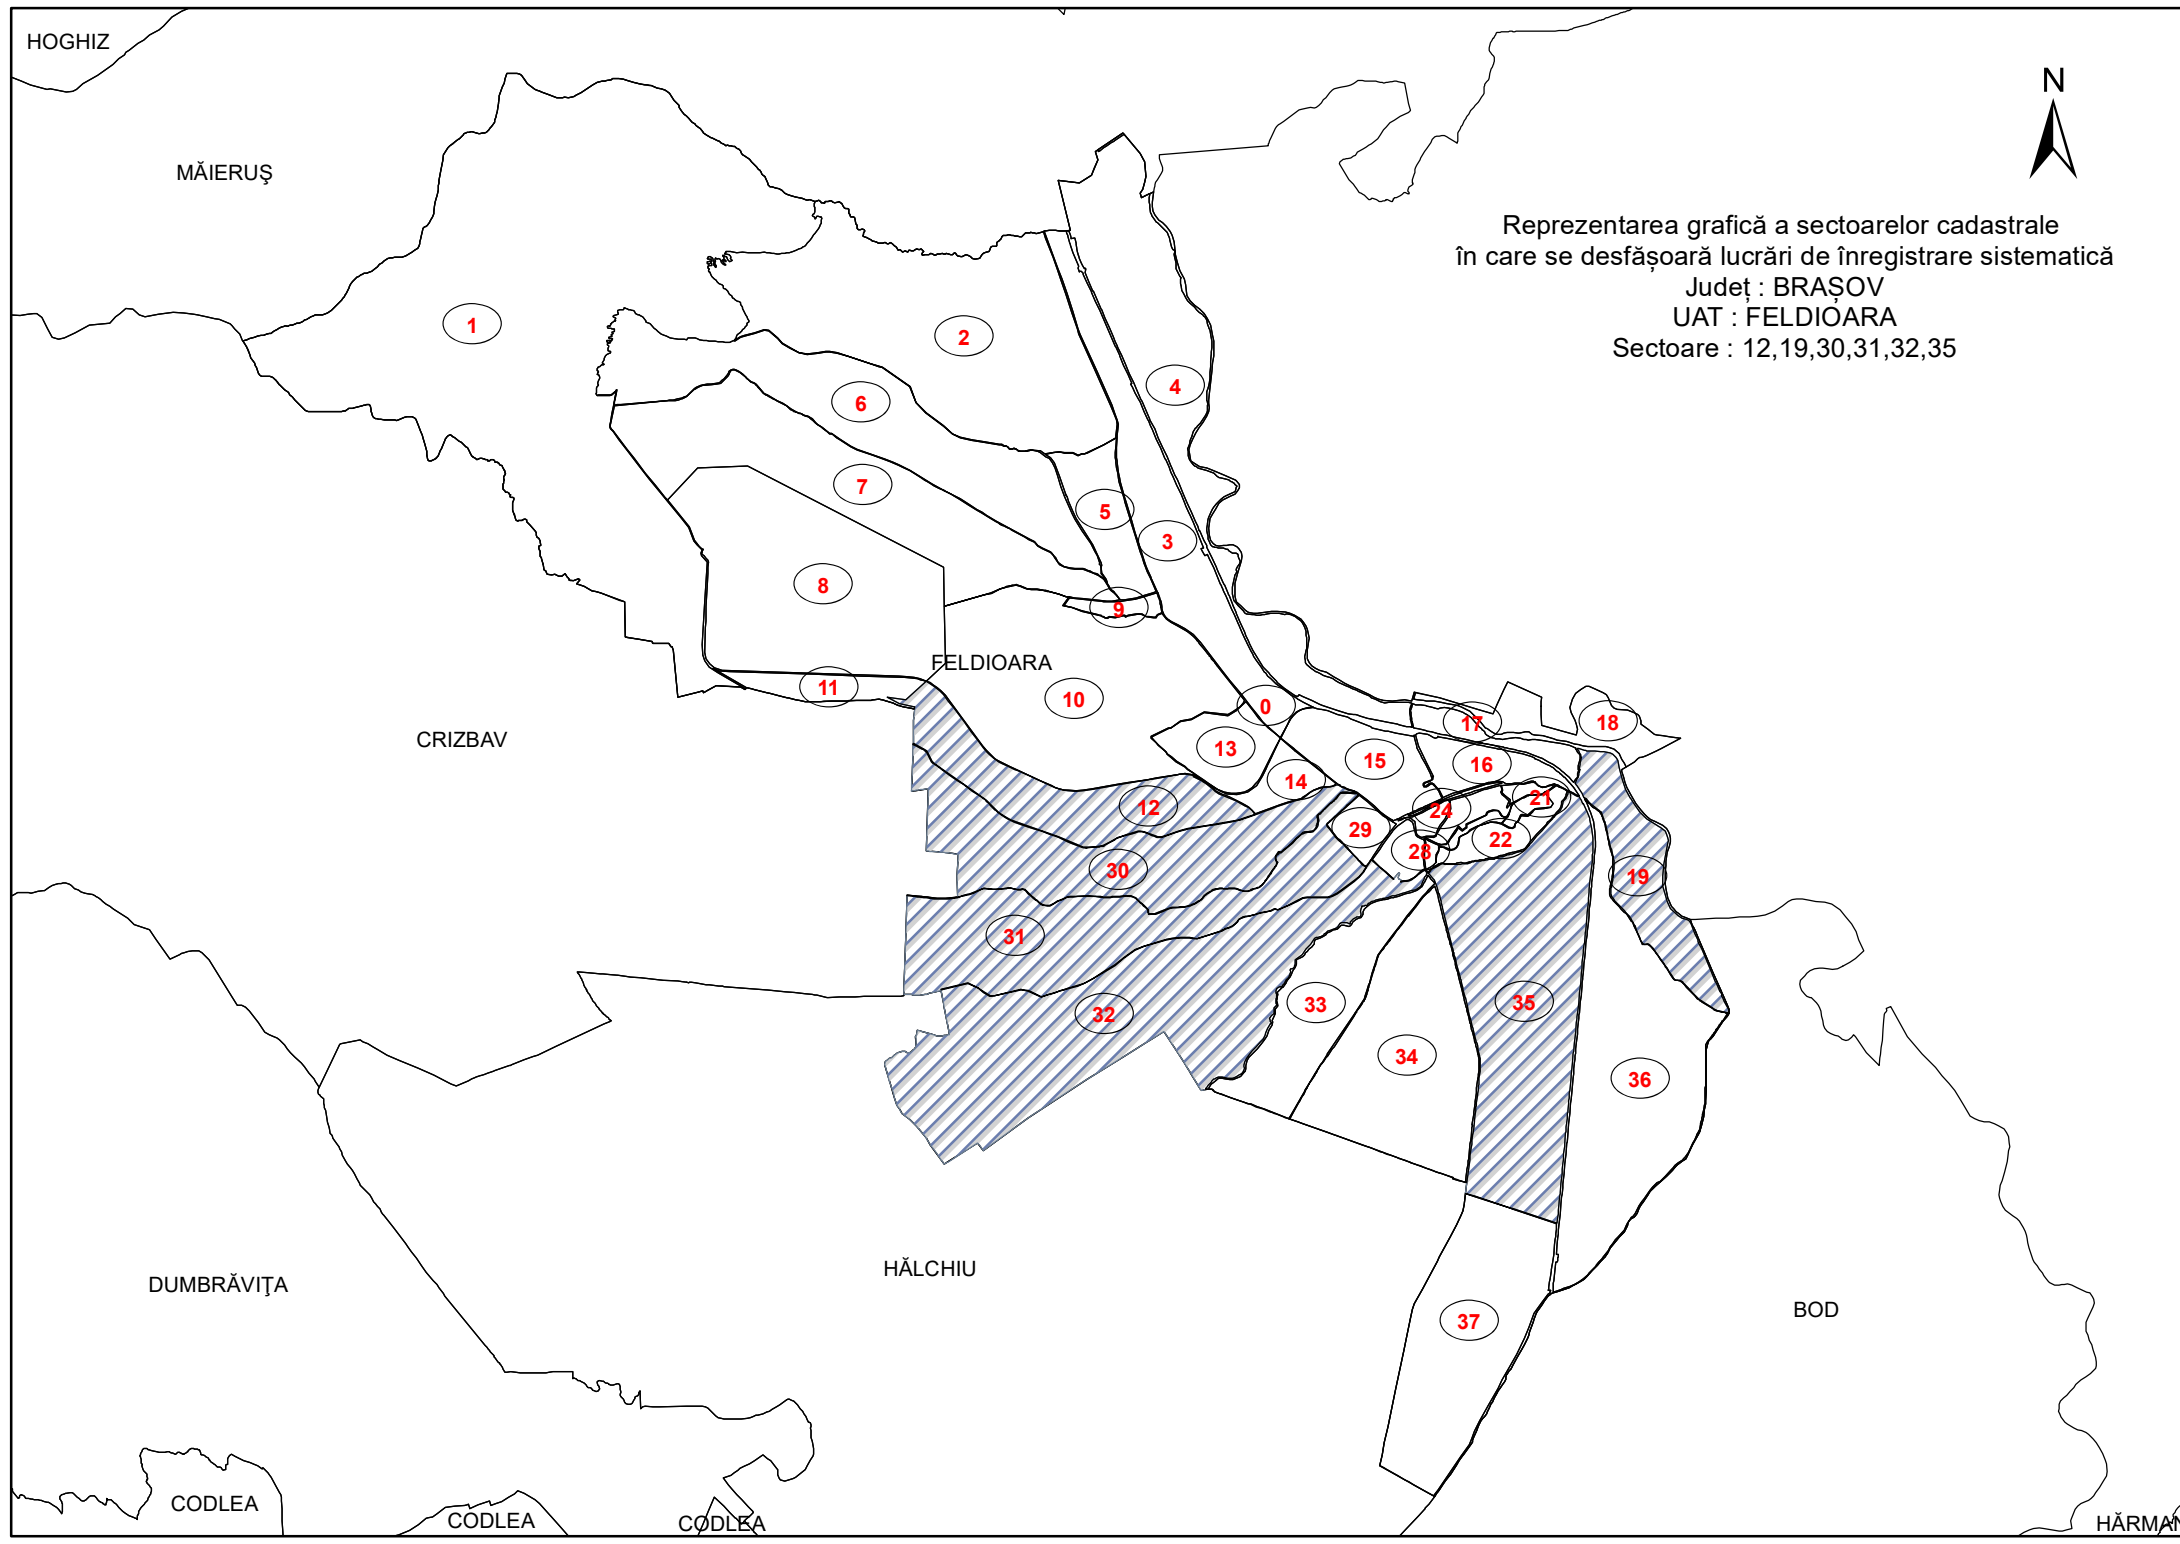 HOGHIZ
N
MĂIERUŞ
Reprezentarea grafică a sectoarelor cadastrale
în care se desfășoară lucrări de înregistrare sistematică
Județ : BRAȘOV
UAT : FELDIOARA
Sectoare : 12,19,30,31,32,35
1
2
4
6
7
5
3
8
9
FELDIOARA
11
10
0
17
18
CRIZBAV
13
15
16
14
12
24
21
29
22
28
30
19
31
32
33
35
34
36
HĂLCHIU
DUMBRĂVIŢA
BOD
37
CODLEA
CODLEA
CODLEA
HĂRMAN